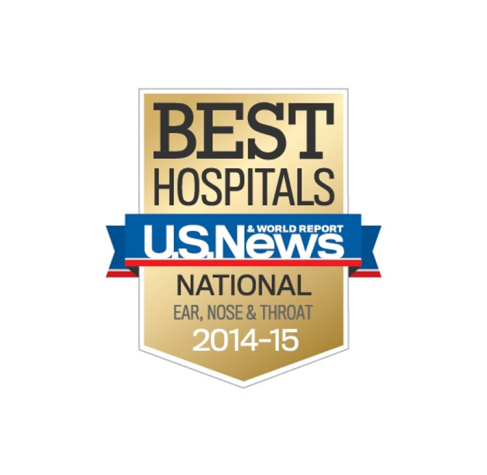 BEST
HOSPITALS
& WORLD REPORT
U.S.News
NATIONAL
EAR, NOSE & THROAT
2014-15